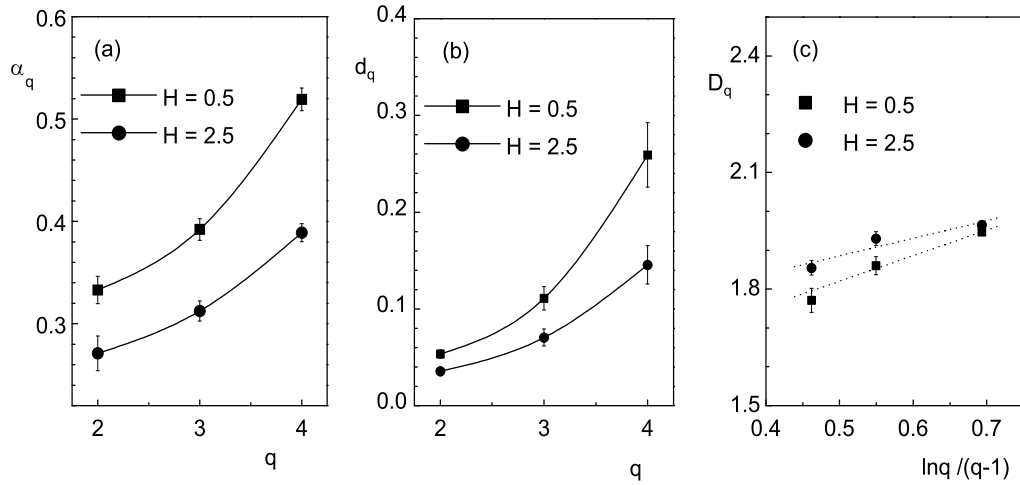 (a)
α_q
0.6
0.5
0.4
0.3
H = 0.5
H = 2.5
2 3 4
q
(b)
d_q
0.4
0.3
0.2
0.1
0.0
H = 0.5
H = 2.5
2 3 4
q
(c)
D_q
2.4
2.1
1.8
1.5
H = 0.5
H = 2.5
0.4 0.5 0.6 0.7
lnq /(q-1)